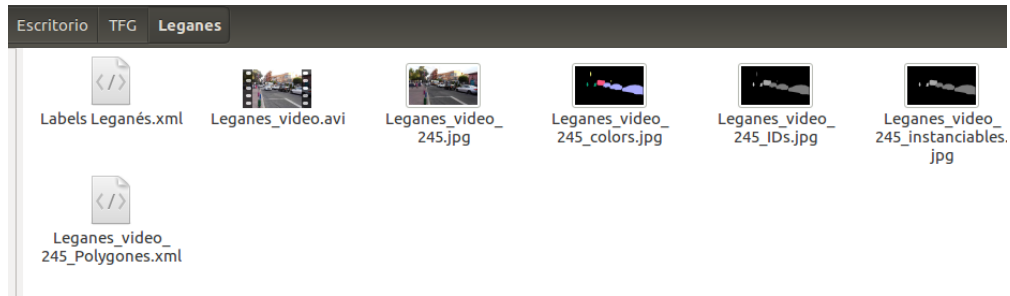 Escritorio TFG Leganes
Labels Leganés.xml
Leganes_video.avi
Leganes_video_
245.jpg
Leganes_video_
245_colors.jpg
Leganes_video_
245_IDs.jpg
Leganes_video_
245_instanciables.
jpg
Leganes_video_
245_Polygones.xml